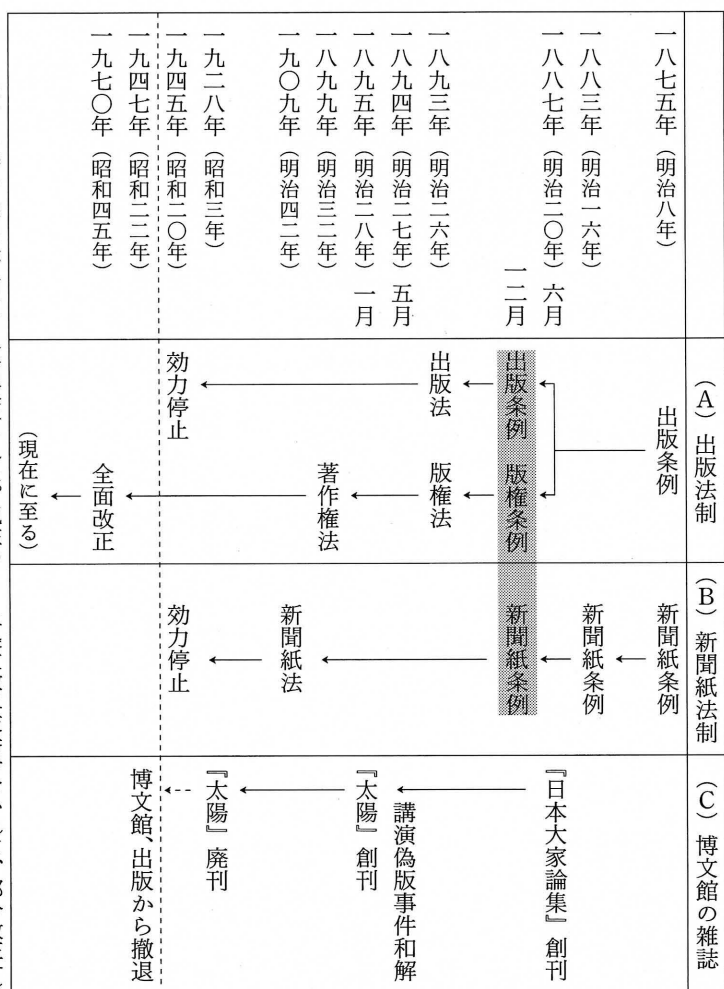 （A）出版法制
（B）新聞紙法制
（C）博文館の雑誌
一八七五年（明治八年）
出版条例
新聞紙条例
一八八三年（明治一六年）
新聞紙条例
一八八七年（明治二〇年）六月
『日本大家論集』創刊
一二月
出版条例
版権条例
新聞紙条例
一八九三年（明治二六年）
出版法
版権法
一八九四年（明治二七年）五月
講演偽版事件和解
一八九五年（明治二八年）一月
『太陽』創刊
一八九九年（明治三二年）
著作権法
一九〇九年（明治四二年）
新聞紙法
一九二八年（昭和三年）
『太陽』廃刊
一九四五年（昭和二〇年）
効力停止
効力停止
一九四七年（昭和二二年）
博文館、出版から撤退
一九七〇年（昭和四五年）
全面改正
（現在に至る）